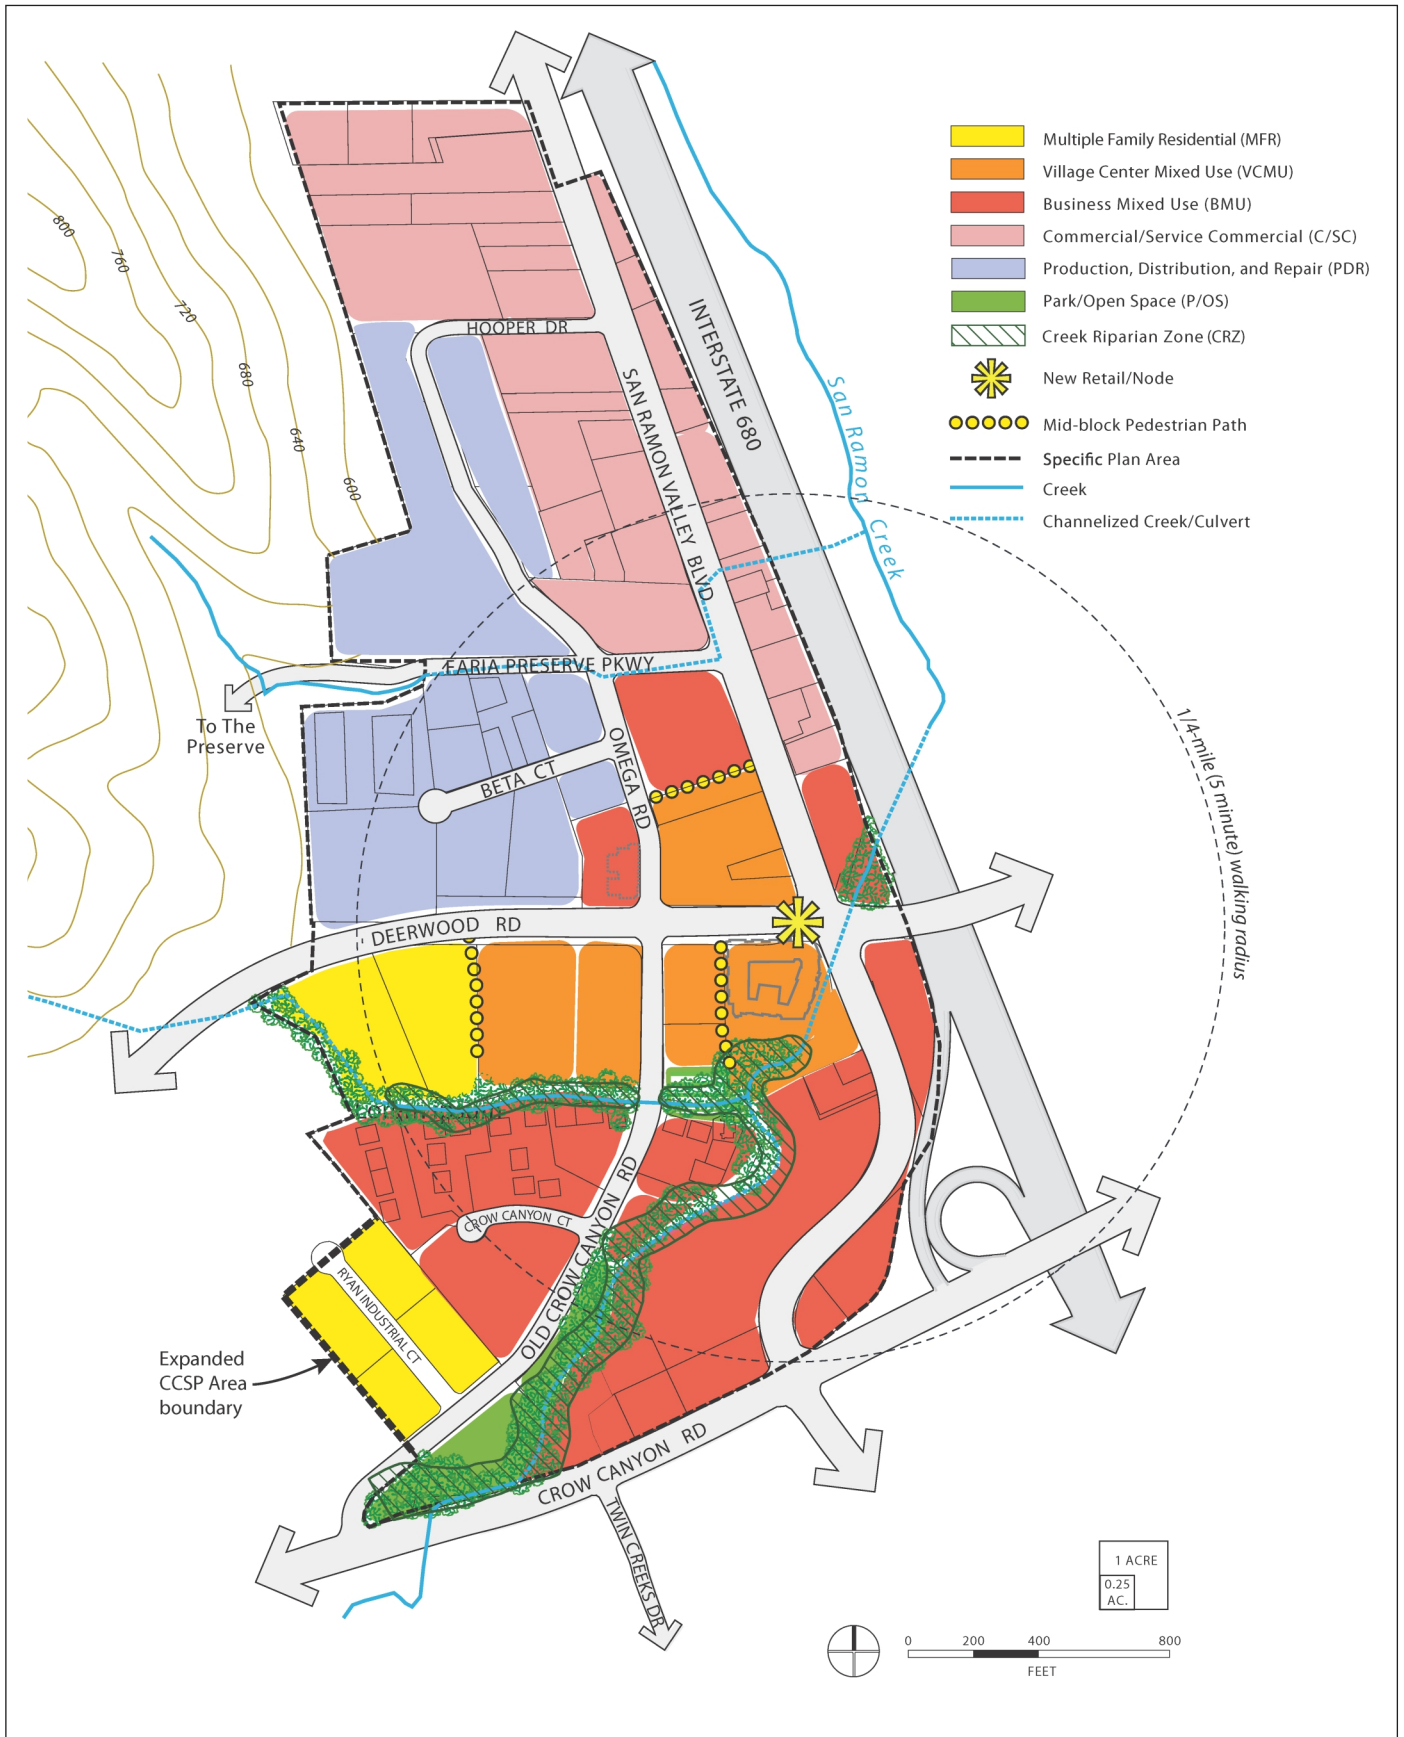 Multiple Family Residential (MFR)
Village Center Mixed Use (VCMU)
Business Mixed Use (BMU)
Commercial/Service Commercial (C/SC)
Production, Distribution, and Repair (PDR)
Park/Open Space (P/OS)
Creek Riparian Zone (CRZ)
New Retail/Node
Mid-block Pedestrian Path
Specific Plan Area
Creek
Channelized Creek/Culvert
800
760
720
680
640
600
HOOPER DR
SAN RAMON VALLEY BLVD
INTERSTATE 680
San Ramon Creek
FARIA PRESERVE PKWY
To The
Preserve
BETA CT
OMEGA RD
1/4-mile (5 minute) walking radius
DEERWOOD RD
CROW CANYON CT
OLD CROW CANYON RD
RYAN INDUSTRIAL CT
Expanded
CCSP Area
boundary
CROW CANYON RD
TWIN CREEKS DR
1 ACRE
0.25
AC.
0 200 400 800
FEET